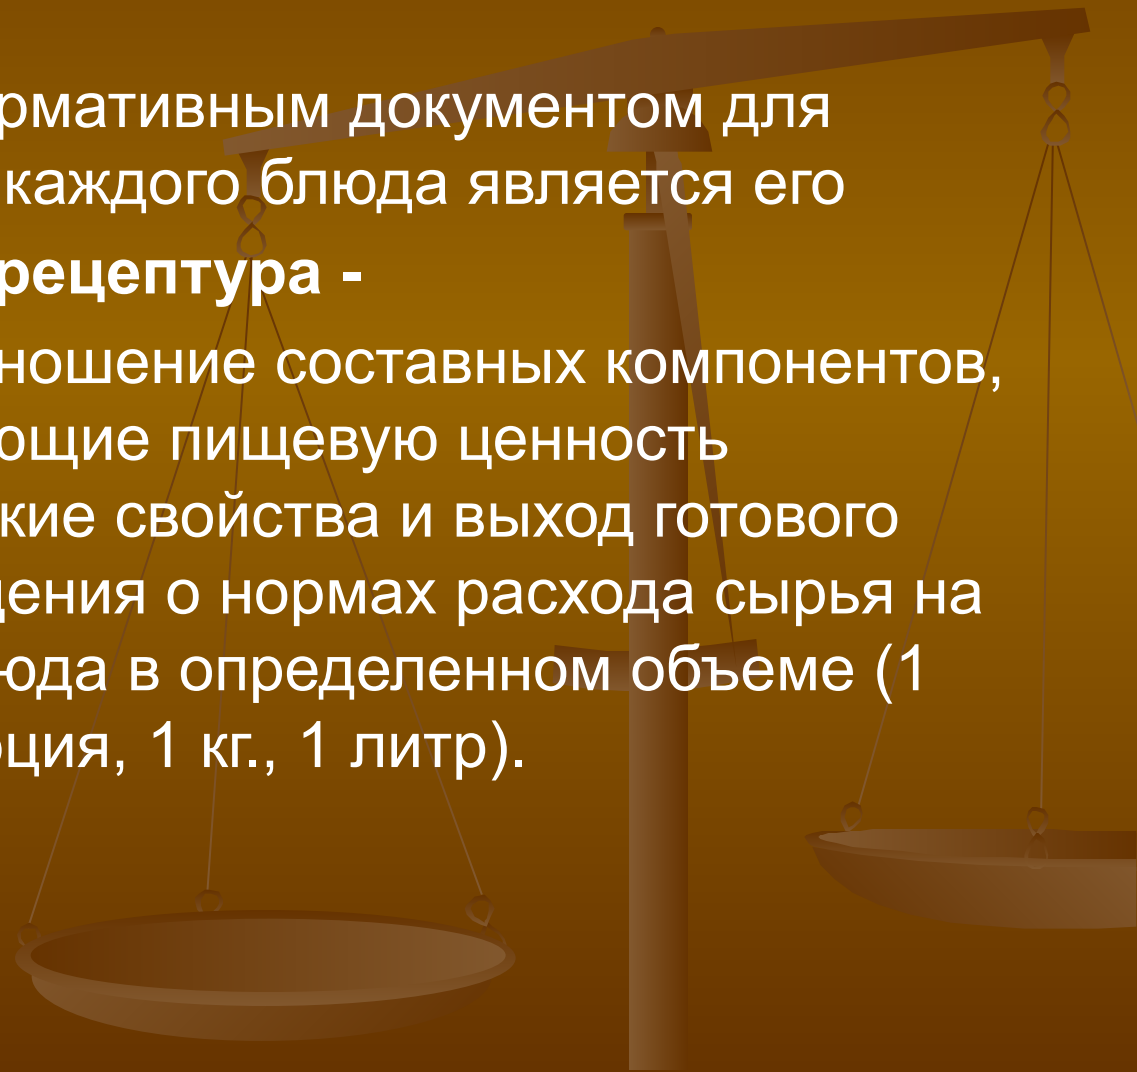 рмативным документом для
каждого блюда является его
рецептура -
ношение составных компонентов,
ющие пищевую ценность
кие свойства и выход готового
дения о нормах расхода сырья на
юда в определенном объеме (1
ция, 1 кг., 1 литр).